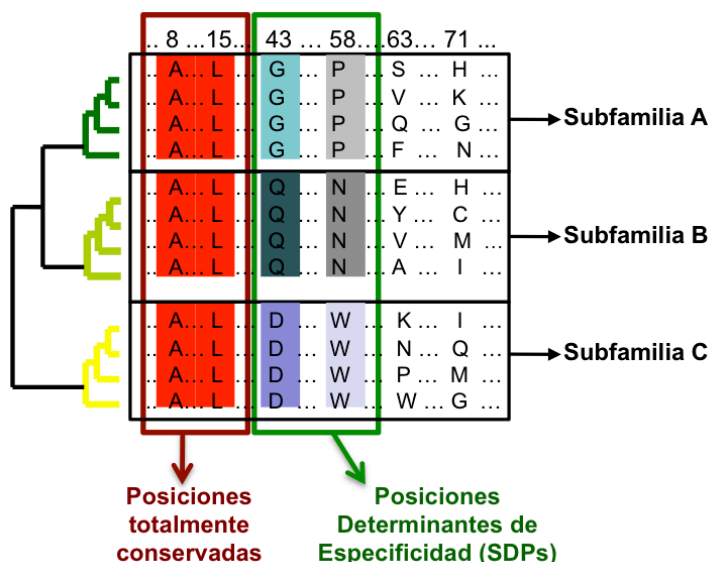 ... 8 ...15... 43 ... 58 ....63... 71 ...
... A... L ... G ... P ... S ... H ...
... A... L ... G ... P ... V ... K ...
... A... L ... G ... P ... Q ... G ...
... A... L ... G ... P ... F ... N ...
Subfamilia A
... A... L ... Q ... N ... E ... H ...
... A... L ... Q ... N ... Y ... C ...
... A... L ... Q ... N ... V ... M ...
... A... L ... Q ... N ... A ... I ...
Subfamilia B
... A... L ... D ... W ... K ... I ...
... A... L ... D ... W ... N ... Q ...
... A... L ... D ... W ... P ... M ...
... A... L ... D ... W ... W ... G ...
Subfamilia C
Posiciones
totalmente
conservadas
Posiciones
Determinantes de
Especificidad (SDPs)